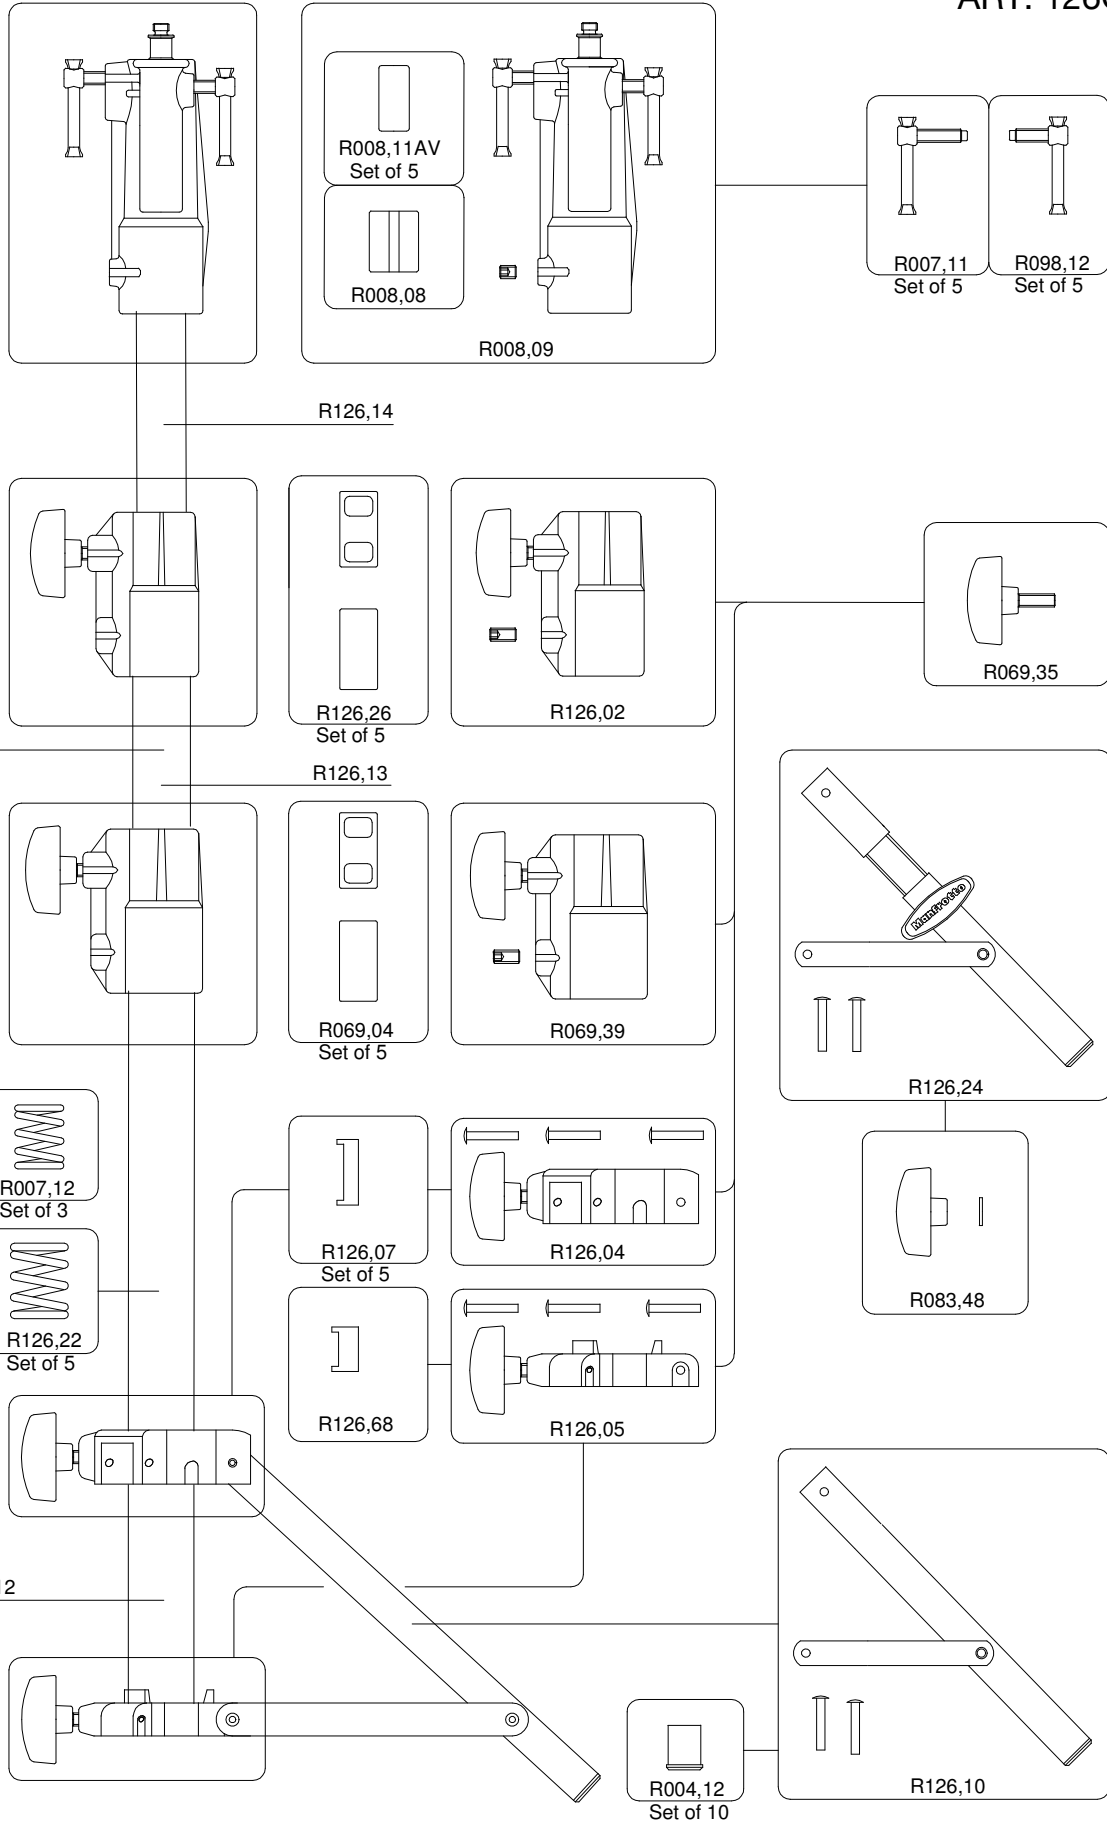 R008,11AV
Set of 5
R008,08
R008,09
R007,11
Set of 5
R098,12
Set of 5
R126,14
R126,26
Set of 5
R126,02
R069,35
R126,13
R069,04
Set of 5
R069,39
Manfrotto
R126,24
R007,12
Set of 3
R126,07
Set of 5
R126,04
R083,48
R126,22
Set of 5
R126,68
R126,05
R004,12
Set of 10
R126,10